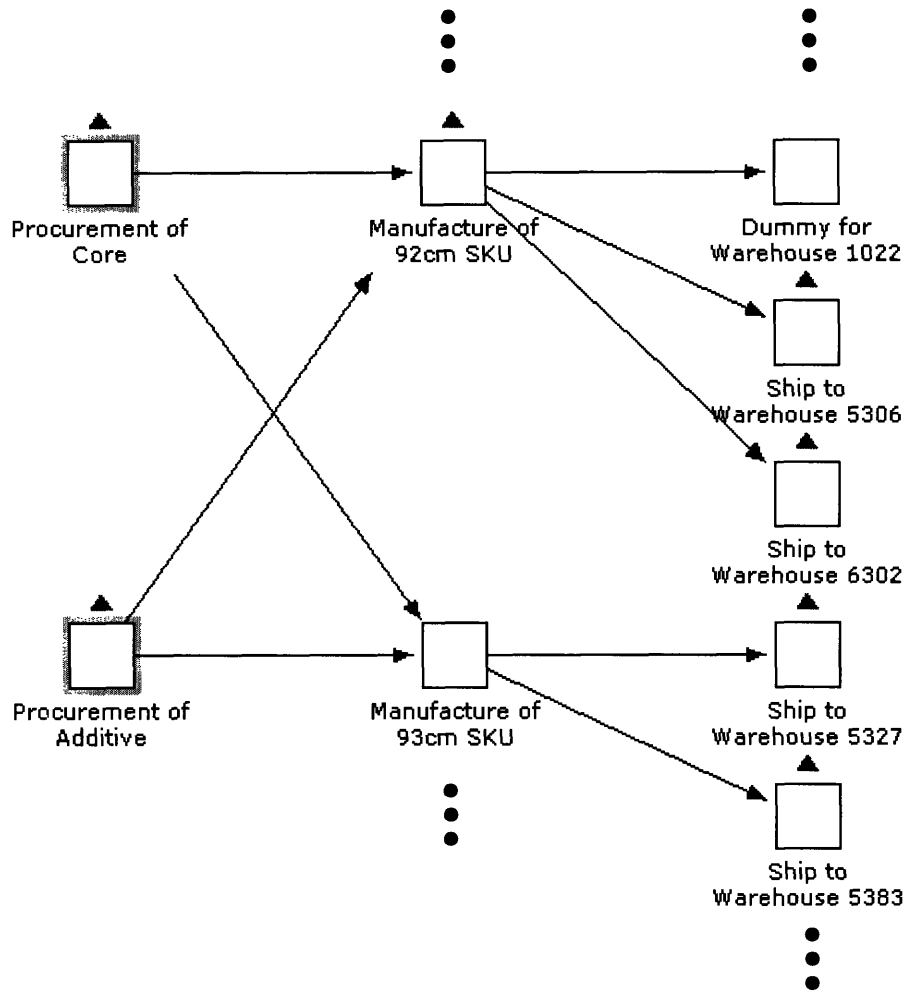 Procurement of
Core
Manufacture of
92cm SKU
Dummy for
Warehouse 1022
Ship to
Warehouse 5306
Ship to
Warehouse 6302
Procurement of
Additive
Manufacture of
93cm SKU
Ship to
Warehouse 5327
Ship to
Warehouse 5383